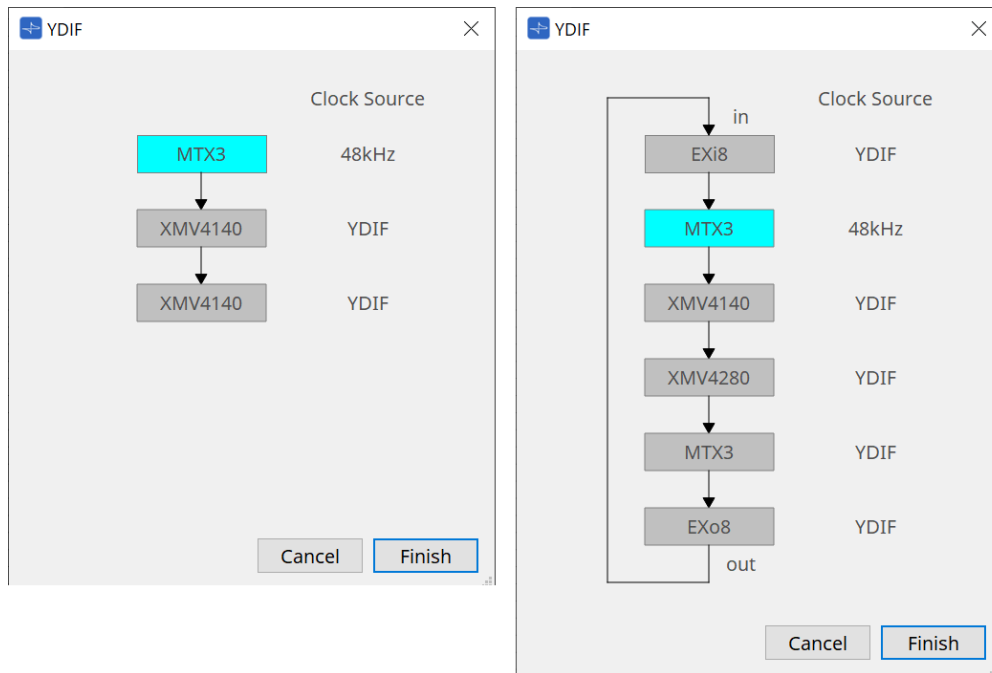 YDIF
Clock Source
MTX3 48kHz
XMV4140 YDIF
XMV4140 YDIF
Cancel Finish
YDIF
Clock Source
in
EXi8 YDIF
MTX3 48kHz
XMV4140 YDIF
XMV4280 YDIF
MTX3 YDIF
EXo8 YDIF
out
Cancel Finish